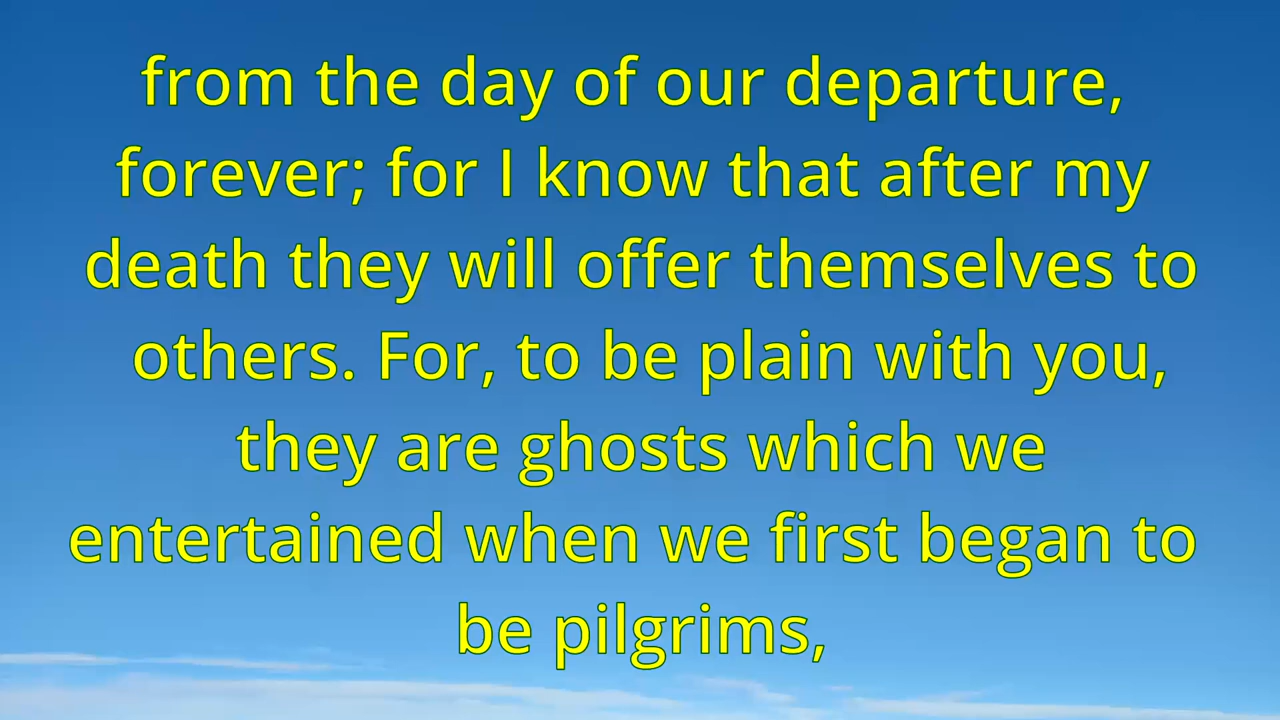 from the day of our departure,
forever; for I know that after my
death they will offer themselves to
others. For, to be plain with you,
they are ghosts which we
entertained when we first began to
be pilgrims,